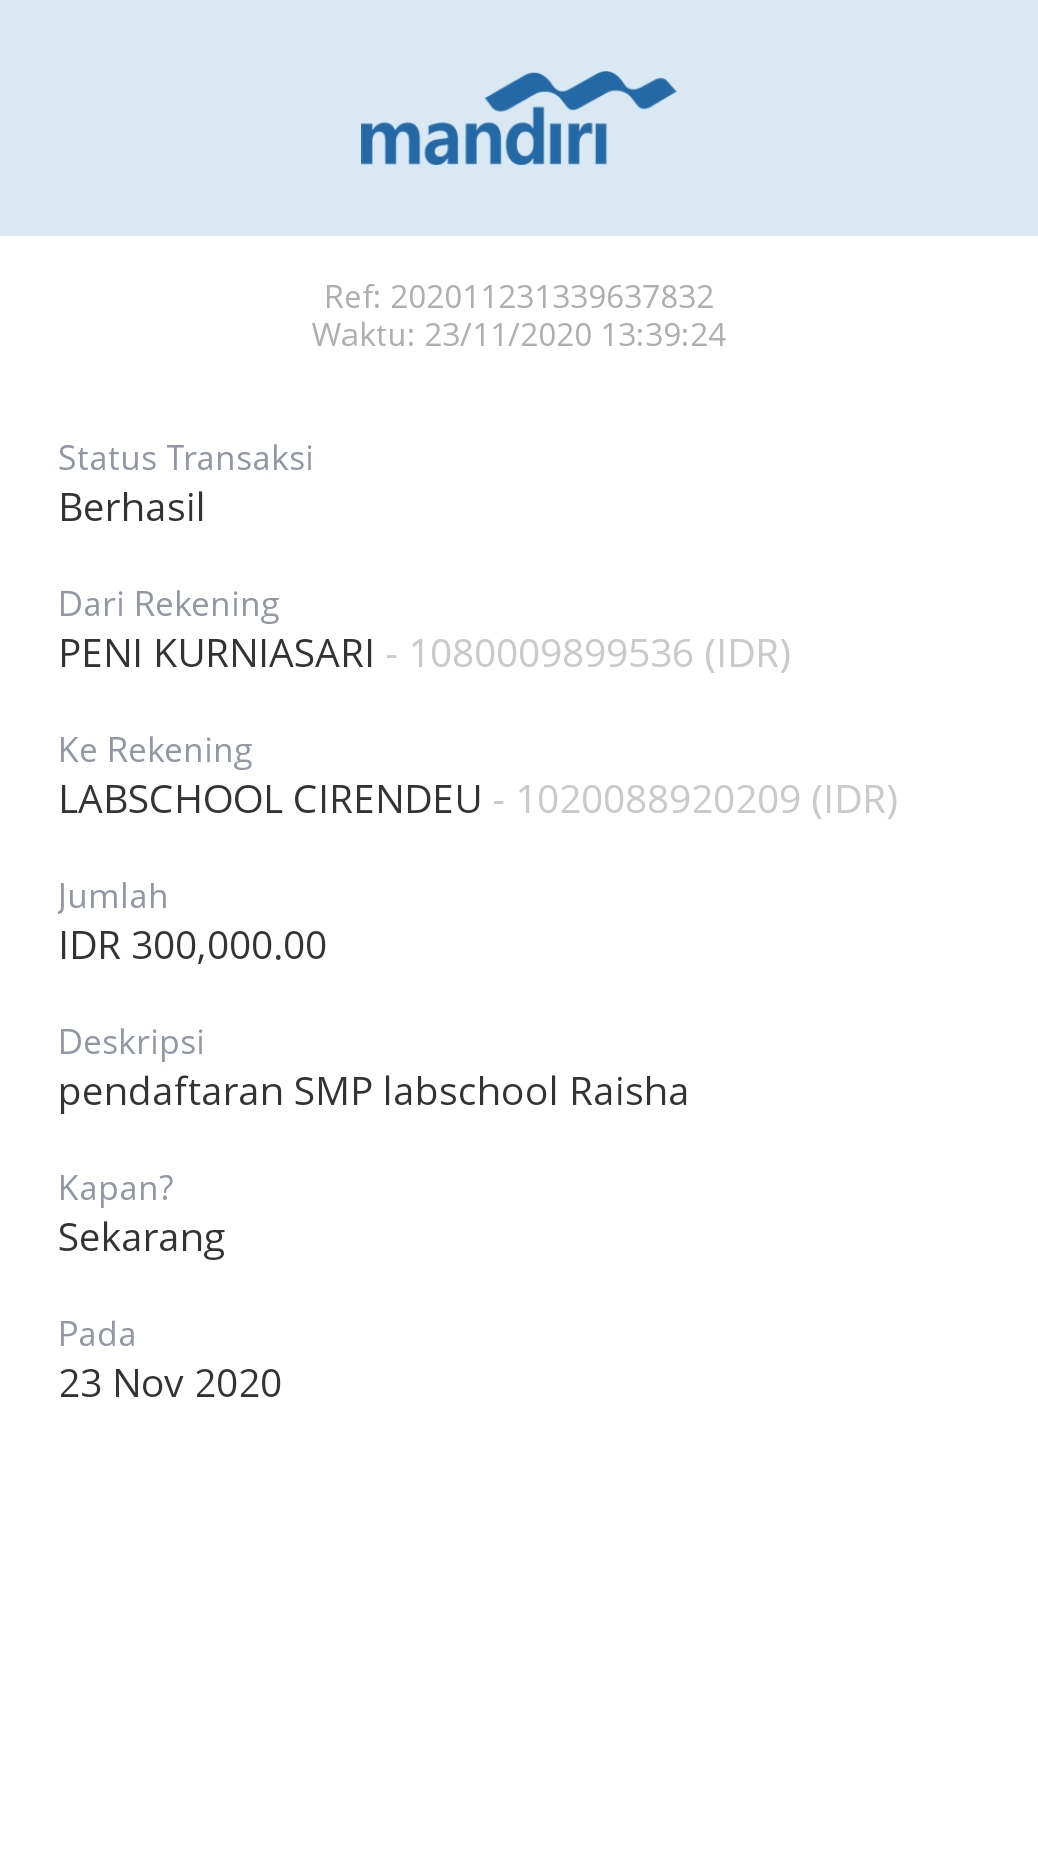 mandiri
Ref: 202011231339637832
Waktu: 23/11/2020 13:39:24
Status Transaksi
Berhasil
Dari Rekening
PENI KURNIASARI - 1080009899536 (IDR)
Ke Rekening
LABSCHOOL CIRENDEU - 1020088920209 (IDR)
Jumlah
IDR 300,000.00
Deskripsi
pendaftaran SMP labschool Raisha
Kapan?
Sekarang
Pada
23 Nov 2020